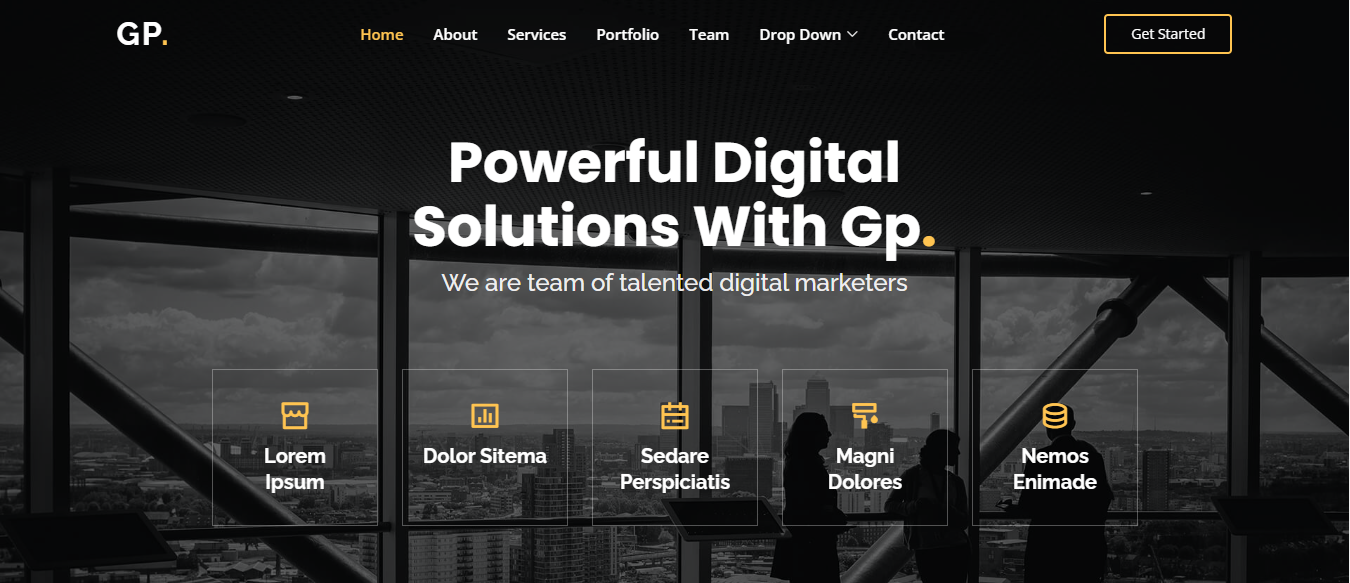 GP.
Home About Services Portfolio Team Drop Down Contact
Get Started
Powerful Digital
Solutions With Gp.
We are team of talented digital marketers
Lorem
Ipsum
Dolor Sitema
Sedare
Perspiciatis
Magni
Dolores
Nemos
Enimade